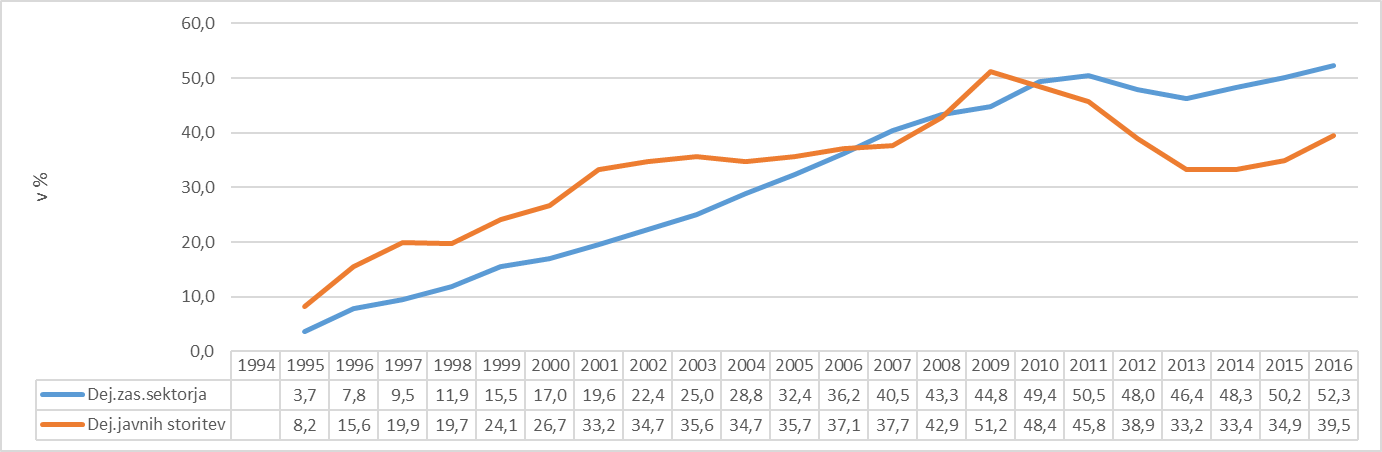 60,0
50,0
40,0
30,0
20,0
10,0
0,0
v %
1994 1995 1996 1997 1998 1999 2000 2001 2002 2003 2004 2005 2006 2007 2008 2009 2010 2011 2012 2013 2014 2015 2016
Dej.zas.sektorja 3,7 7,8 9,5 11,9 15,5 17,0 19,6 22,4 25,0 28,8 32,4 36,2 40,5 43,3 44,8 49,4 50,5 48,0 46,4 48,3 50,2 52,3
Dej.javnih storitev 8,2 15,6 19,9 19,7 24,1 26,7 33,2 34,7 35,6 34,7 35,7 37,1 37,7 42,9 51,2 48,4 45,8 38,9 33,2 33,4 34,9 39,5